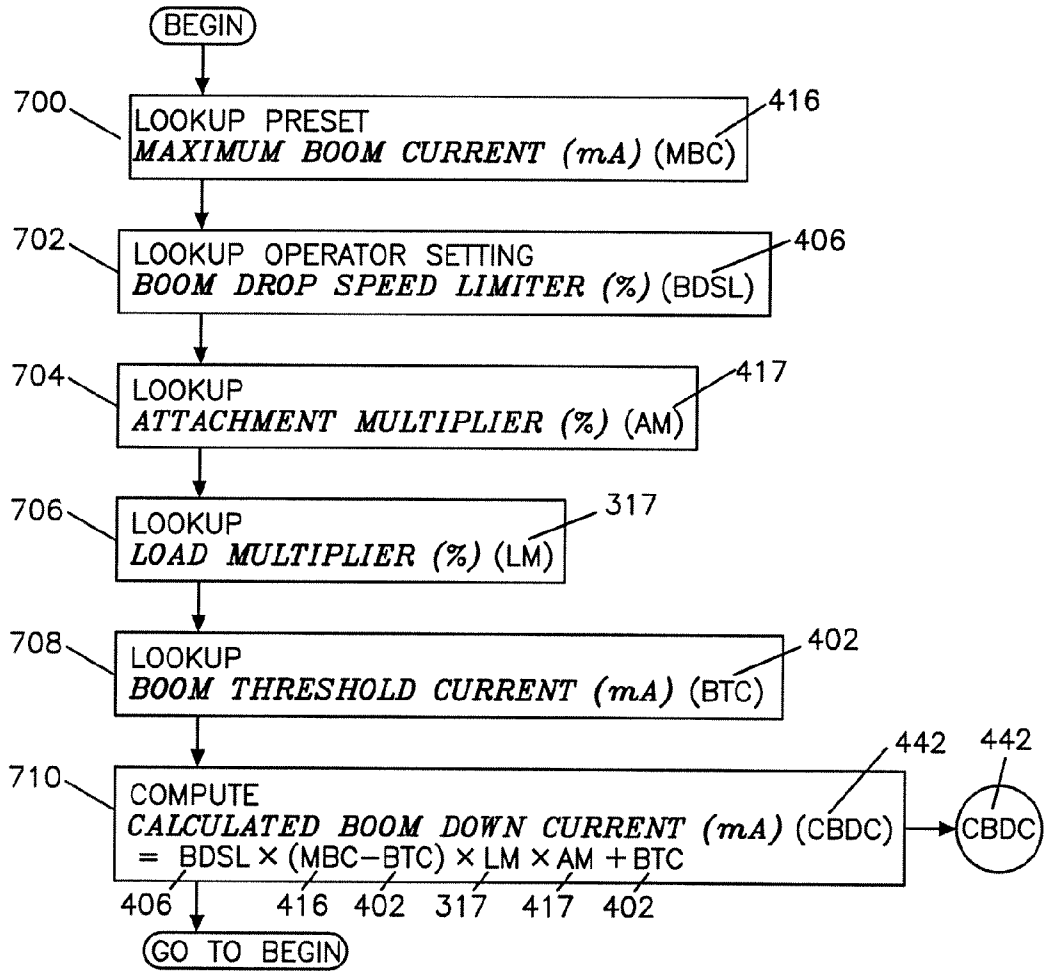 BEGIN
700
416
LOOKUP PRESET
MAXIMUM BOOM CURRENT (mA) (MBC)
702
406
LOOKUP OPERATOR SETTING
BOOM DROP SPEED LIMITER (%) (BDSL)
704
417
LOOKUP
ATTACHMENT MULTIPLIER (%) (AM)
706
317
LOOKUP
LOAD MULTIPLIER (%) (LM)
708
402
LOOKUP
BOOM THRESHOLD CURRENT (mA) (BTC)
710
442
442
COMPUTE
CALCULATED BOOM DOWN CURRENT (mA) (CBDC)
CBDC
= BDSL × (MBC-BTC) × LM × AM + BTC
406 416 402 317 417 402
GO TO BEGIN